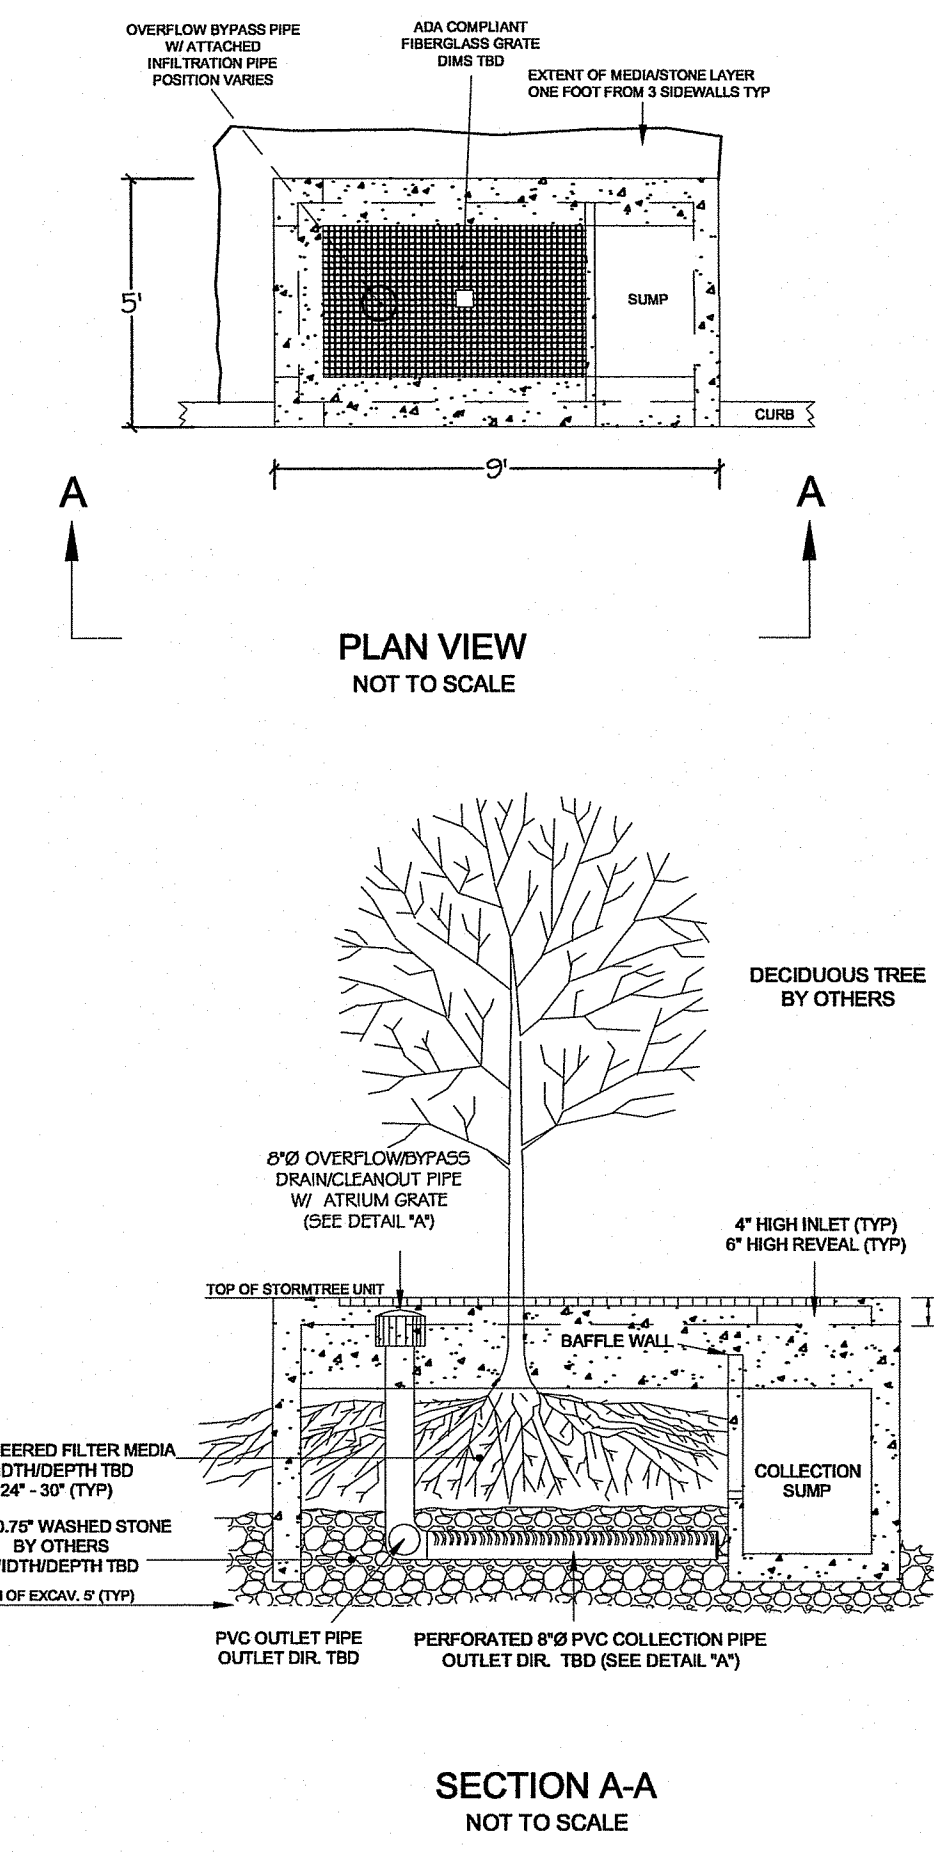 OVERFLOW BYPASS PIPE
W/ ATTACHED
INFILTRATION PIPE
POSITION VARIES
ADA COMPLIANT
FIBERGLASS GRATE
DIMS TBD
EXTENT OF MEDIA/STONE LAYER
ONE FOOT FROM 3 SIDEWALLS TYP
5'
SUMP
CURB
9'
A
A
PLAN VIEW
NOT TO SCALE
DECIDUOUS TREE
BY OTHERS
8"Ø OVERFLOW/BYPASS
DRAIN/CLEANOUT PIPE
W/ ATRIUM GRATE
(SEE DETAIL "A")
4" HIGH INLET (TYP)
6" HIGH REVEAL (TYP)
TOP OF STORMTREE UNIT
BAFFLE WALL
EERED FILTER MEDIA
DTH/DEPTH TBD
24" - 30" (TYP)
COLLECTION
SUMP
0.75" WASHED STONE
BY OTHERS
IDTH/DEPTH TBD
OF EXCAV. 5' (TYP)
PVC OUTLET PIPE
OUTLET DIR. TBD
PERFORATED 8"Ø PVC COLLECTION PIPE
OUTLET DIR. TBD (SEE DETAIL "A")
SECTION A-A
NOT TO SCALE